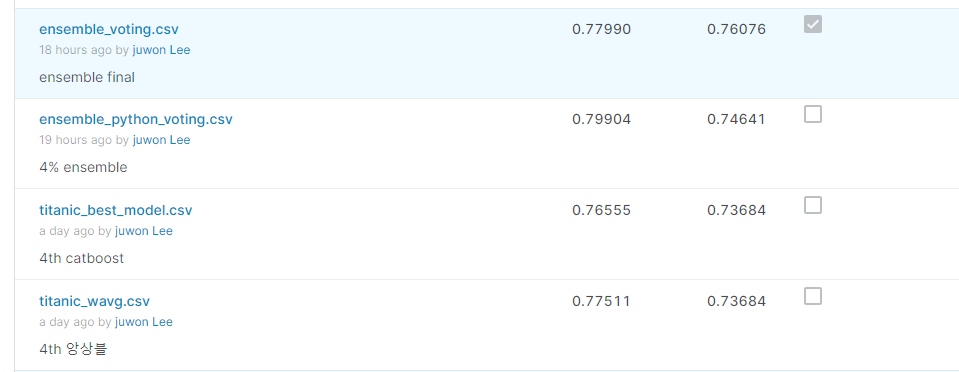 ensemble_voting.csv 0.77990 0.76076
18 hours ago by juwon Lee
ensemble final
ensemble_python_voting.csv 0.79904 0.74641
19 hours ago by juwon Lee
4% ensemble
titanic_best_model.csv 0.76555 0.73684
a day ago by juwon Lee
4th catboost
titanic_wavg.csv 0.77511 0.73684
a day ago by juwon Lee
4th 앙상블